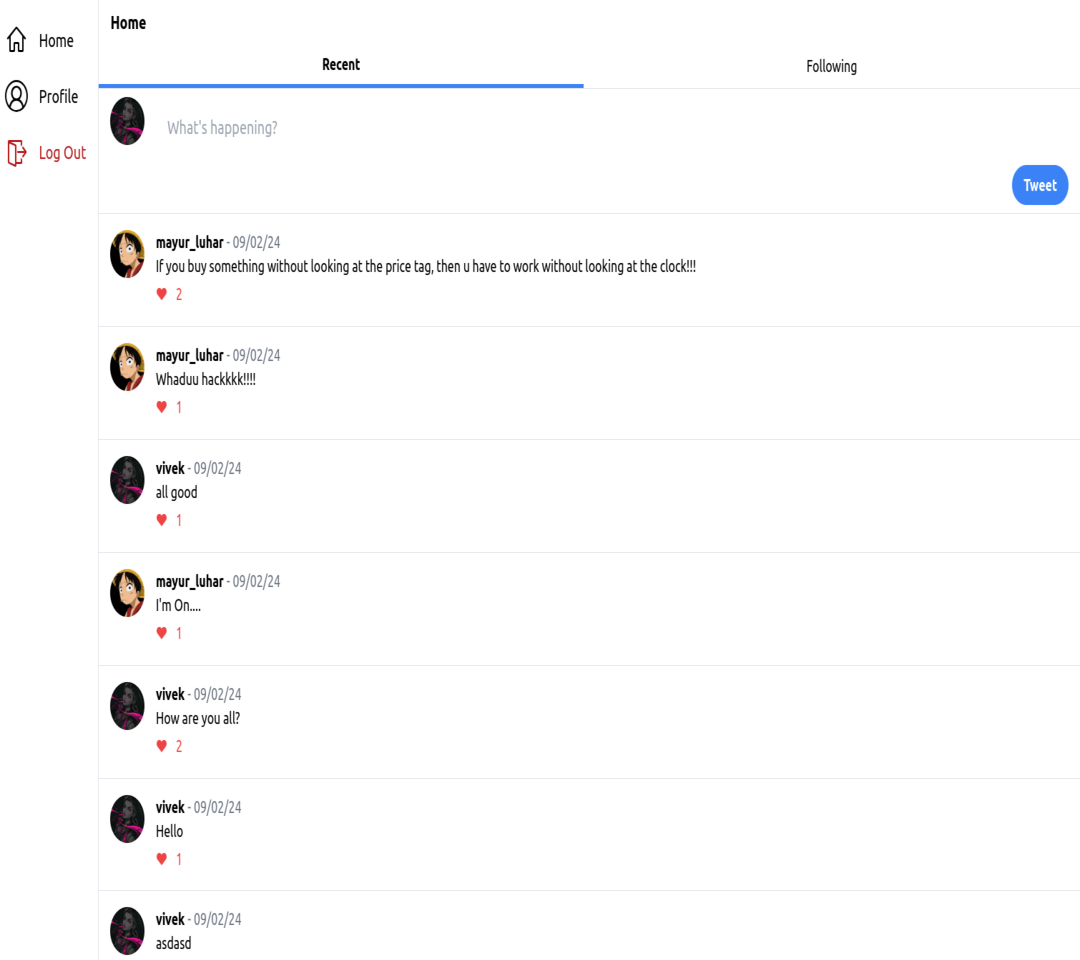 Home
Profile
Log Out
Home
Recent
Following
What's happening?
Tweet
mayur_luhar - 09/02/24
If you buy something without looking at the price tag, then u have to work without looking at the clock!!!
2
mayur_luhar - 09/02/24
Whaduu hackkkk!!!!
1
vivek - 09/02/24
all good
1
mayur_luhar - 09/02/24
I'm On....
1
vivek - 09/02/24
How are you all?
2
vivek - 09/02/24
Hello
1
vivek - 09/02/24
asdasd